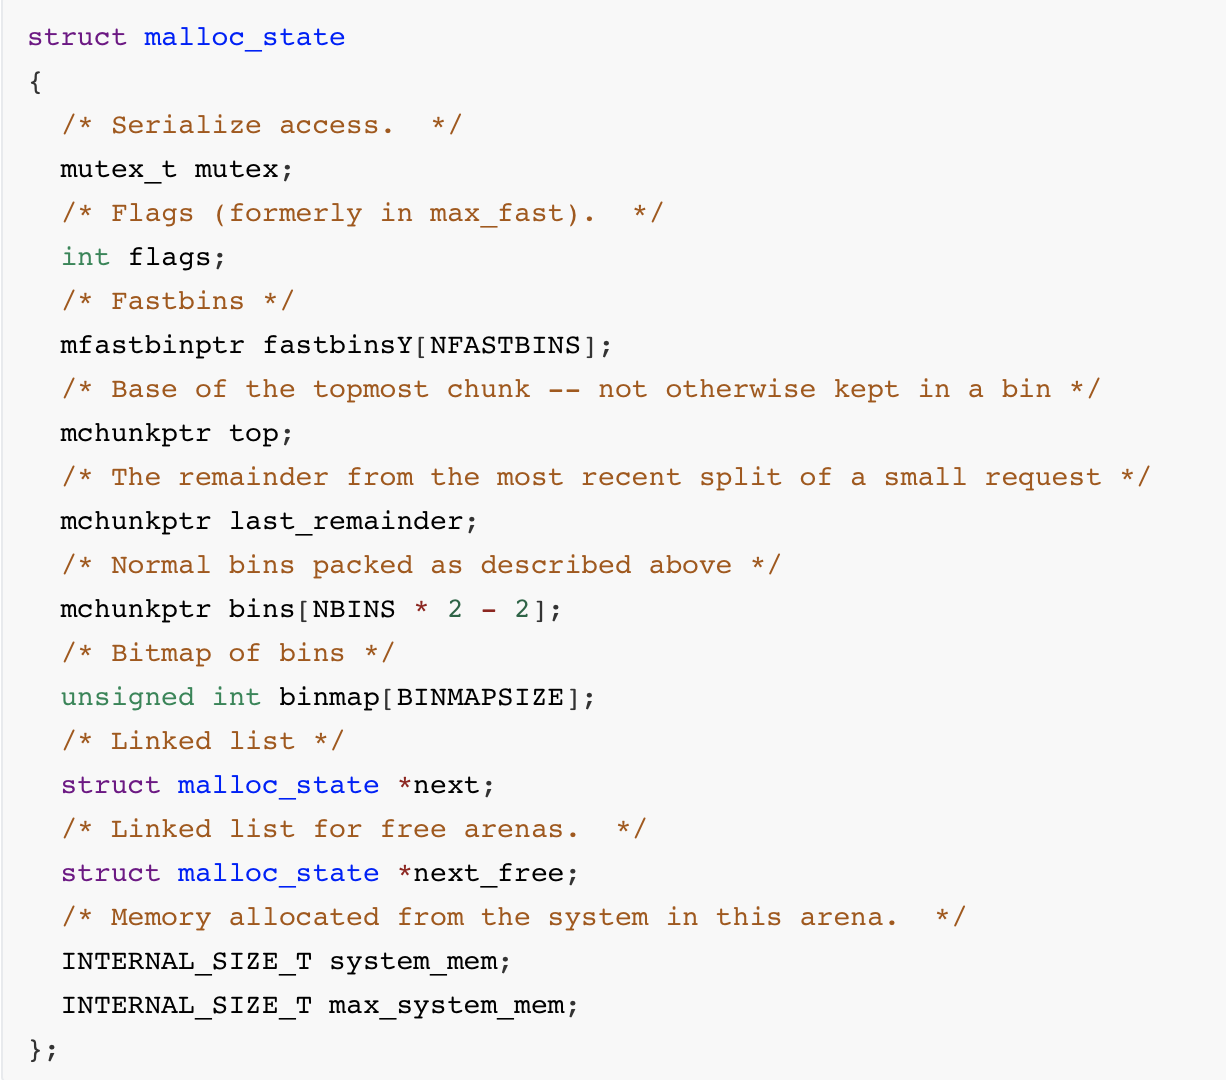 struct malloc_state
{
  /* Serialize access.  */
  mutex_t mutex;
  /* Flags (formerly in max_fast).  */
  int flags;
  /* Fastbins */
  mfastbinptr fastbinsY[NFASTBINS];
  /* Base of the topmost chunk -- not otherwise kept in a bin */
  mchunkptr top;
  /* The remainder from the most recent split of a small request */
  mchunkptr last_remainder;
  /* Normal bins packed as described above */
  mchunkptr bins[NBINS * 2 - 2];
  /* Bitmap of bins */
  unsigned int binmap[BINMAPSIZE];
  /* Linked list */
  struct malloc_state *next;
  /* Linked list for free arenas.  */
  struct malloc_state *next_free;
  /* Memory allocated from the system in this arena.  */
  INTERNAL_SIZE_T system_mem;
  INTERNAL_SIZE_T max_system_mem;
};